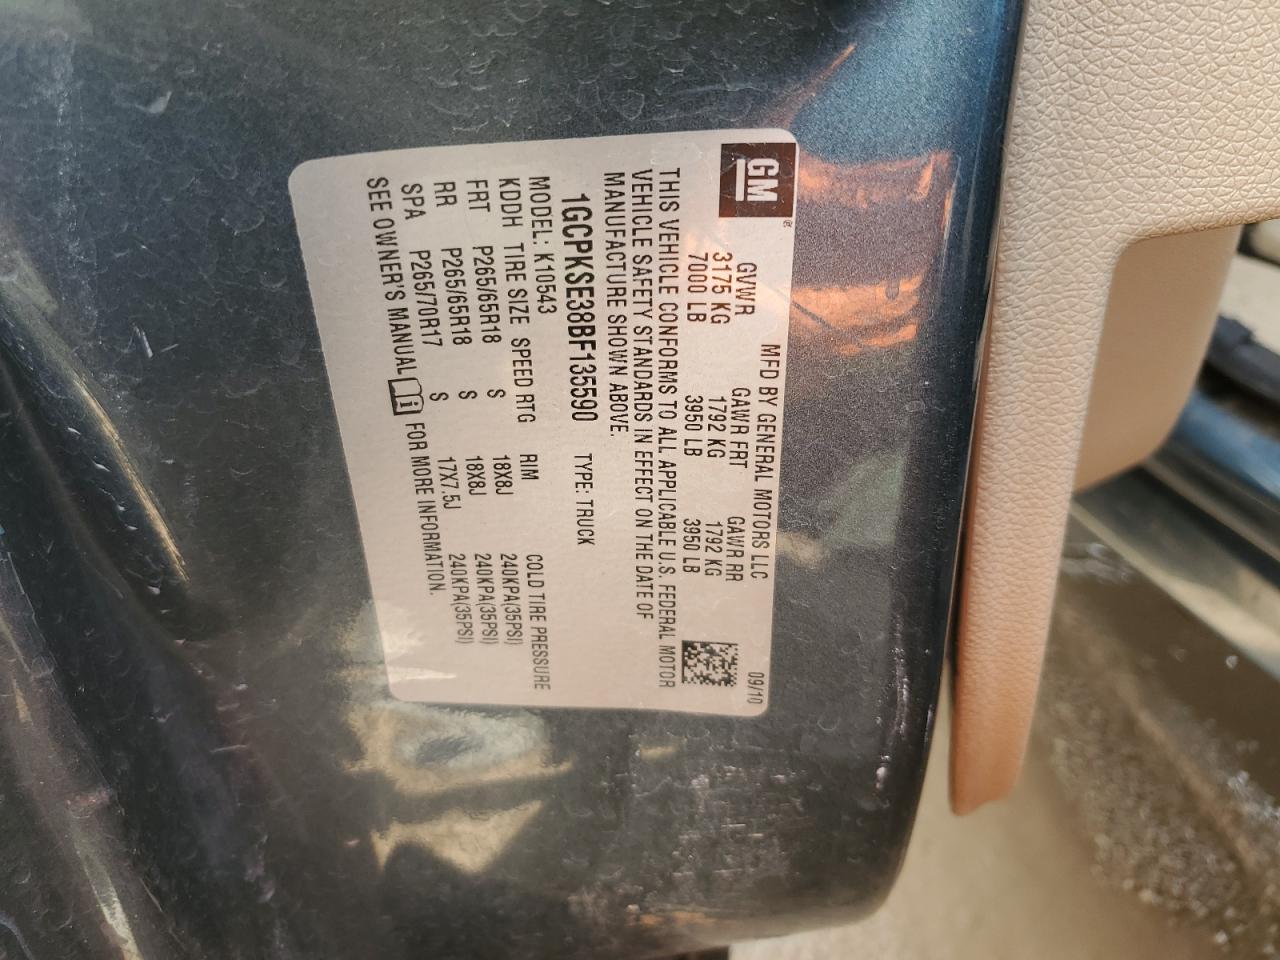 GM
MFD BY GENERAL MOTORS LLC 09/10
GVWR GAWR FRT GAWR RR
3175 KG 1792 KG 1792 KG
7000 LB 3950 LB 3950 LB
THIS VEHICLE CONFORMS TO ALL APPLICABLE U.S. FEDERAL MOTOR
VEHICLE SAFETY STANDARDS IN EFFECT ON THE DATE OF
MANUFACTURE SHOWN ABOVE.
1GCPKSE38BF135590 TYPE: TRUCK
MODEL: K10543
KDDH TIRE SIZE SPEED RTG RIM COLD TIRE PRESSURE
FRT P265/65R18 S 18X8J 240KPA(35PSI)
RR P265/65R18 S 18X8J 240KPA(35PSI)
SPA P265/70R17 S 17X7.5J 240KPA(35PSI)
SEE OWNER'S MANUAL i FOR MORE INFORMATION.